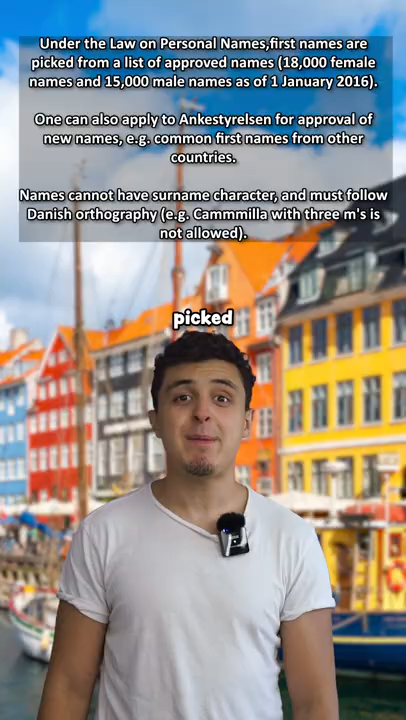 Under the Law on Personal Names,first names are
picked from a list of approved names (18,000 female
names and 15,000 male names as of 1 January 2016).
One can also apply to Ankestyrelsen for approval of
new names, e.g. common first names from other
countries.
Names cannot have surname character, and must follow
Danish orthography (e.g. Cammmilla with three m's is
not allowed).
picked